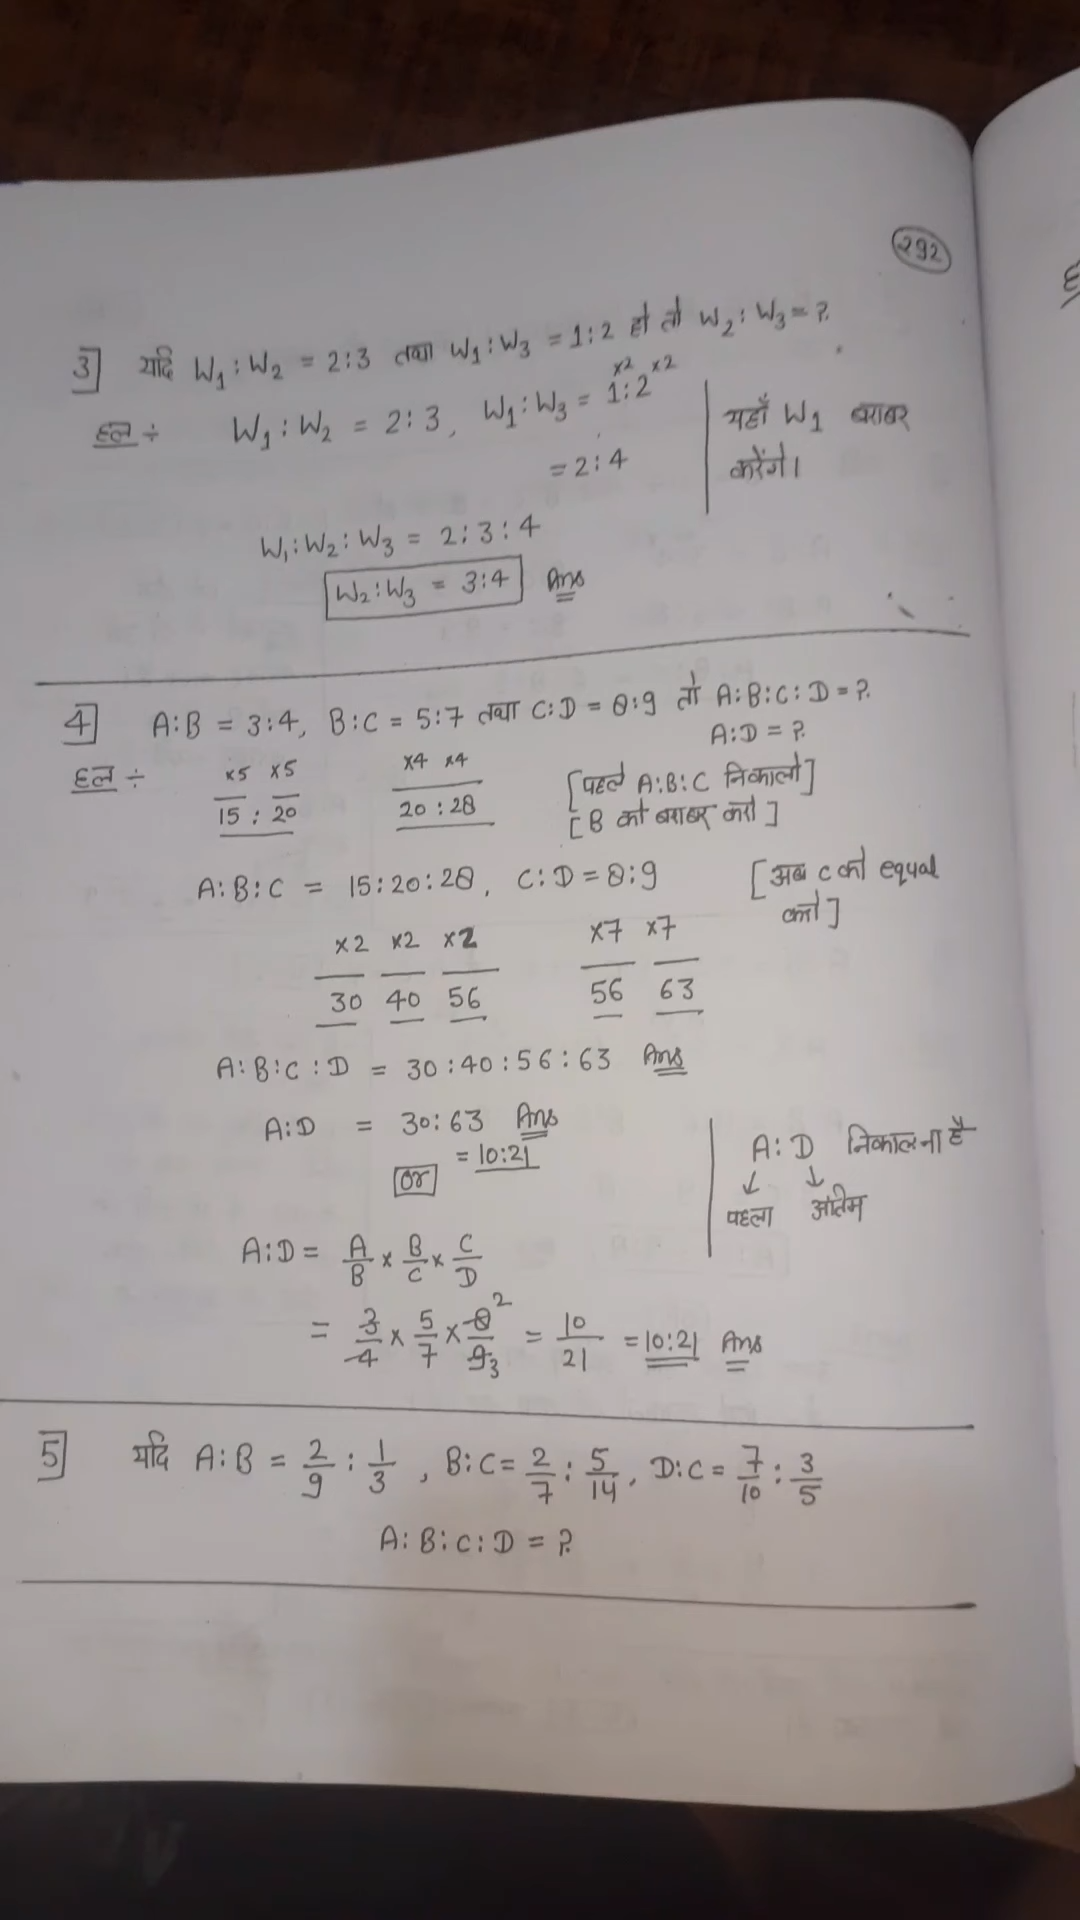 292
3] यदि W₁:W₂ = 2:3 तथा W₁:W₃ = 1:2 हो तो W₂:W₃ = ?
×2 ×2
हल ÷ W₁:W₂ = 2:3, W₁:W₃ = 1:2 | यहाँ W₁ बराबर
= 2:4 | करेंगे।
W₁:W₂:W₃ = 2:3:4
W₂:W₃ = 3:4 Ans
4] A:B = 3:4, B:C = 5:7 तथा C:D = 8:9 तो A:B:C:D = ?
A:D = ?
हल ÷ ×5 ×5 ×4 ×4 [पहले A:B:C निकालो]
15 : 20 20 : 28 [B को बराबर करो]
A:B:C = 15:20:28, C:D = 8:9 [अब C को equal
करो]
×2 ×2 ×2 ×7 ×7
30 40 56 56 63
A:B:C:D = 30:40:56:63 Ans
A:D = 30:63 Ans
= 10:21
or
A:D निकालना है
↓ ↓
पहला अंतिम
A:D = A/B × B/C × C/D
= 3/4 × 5/7 × 8²/9₃ = 10/21 = 10:21 Ans
5] यदि A:B = 2/9 : 1/3, B:C = 2/7 : 5/14, D:C = 7/10 : 3/5
A:B:C:D = ?